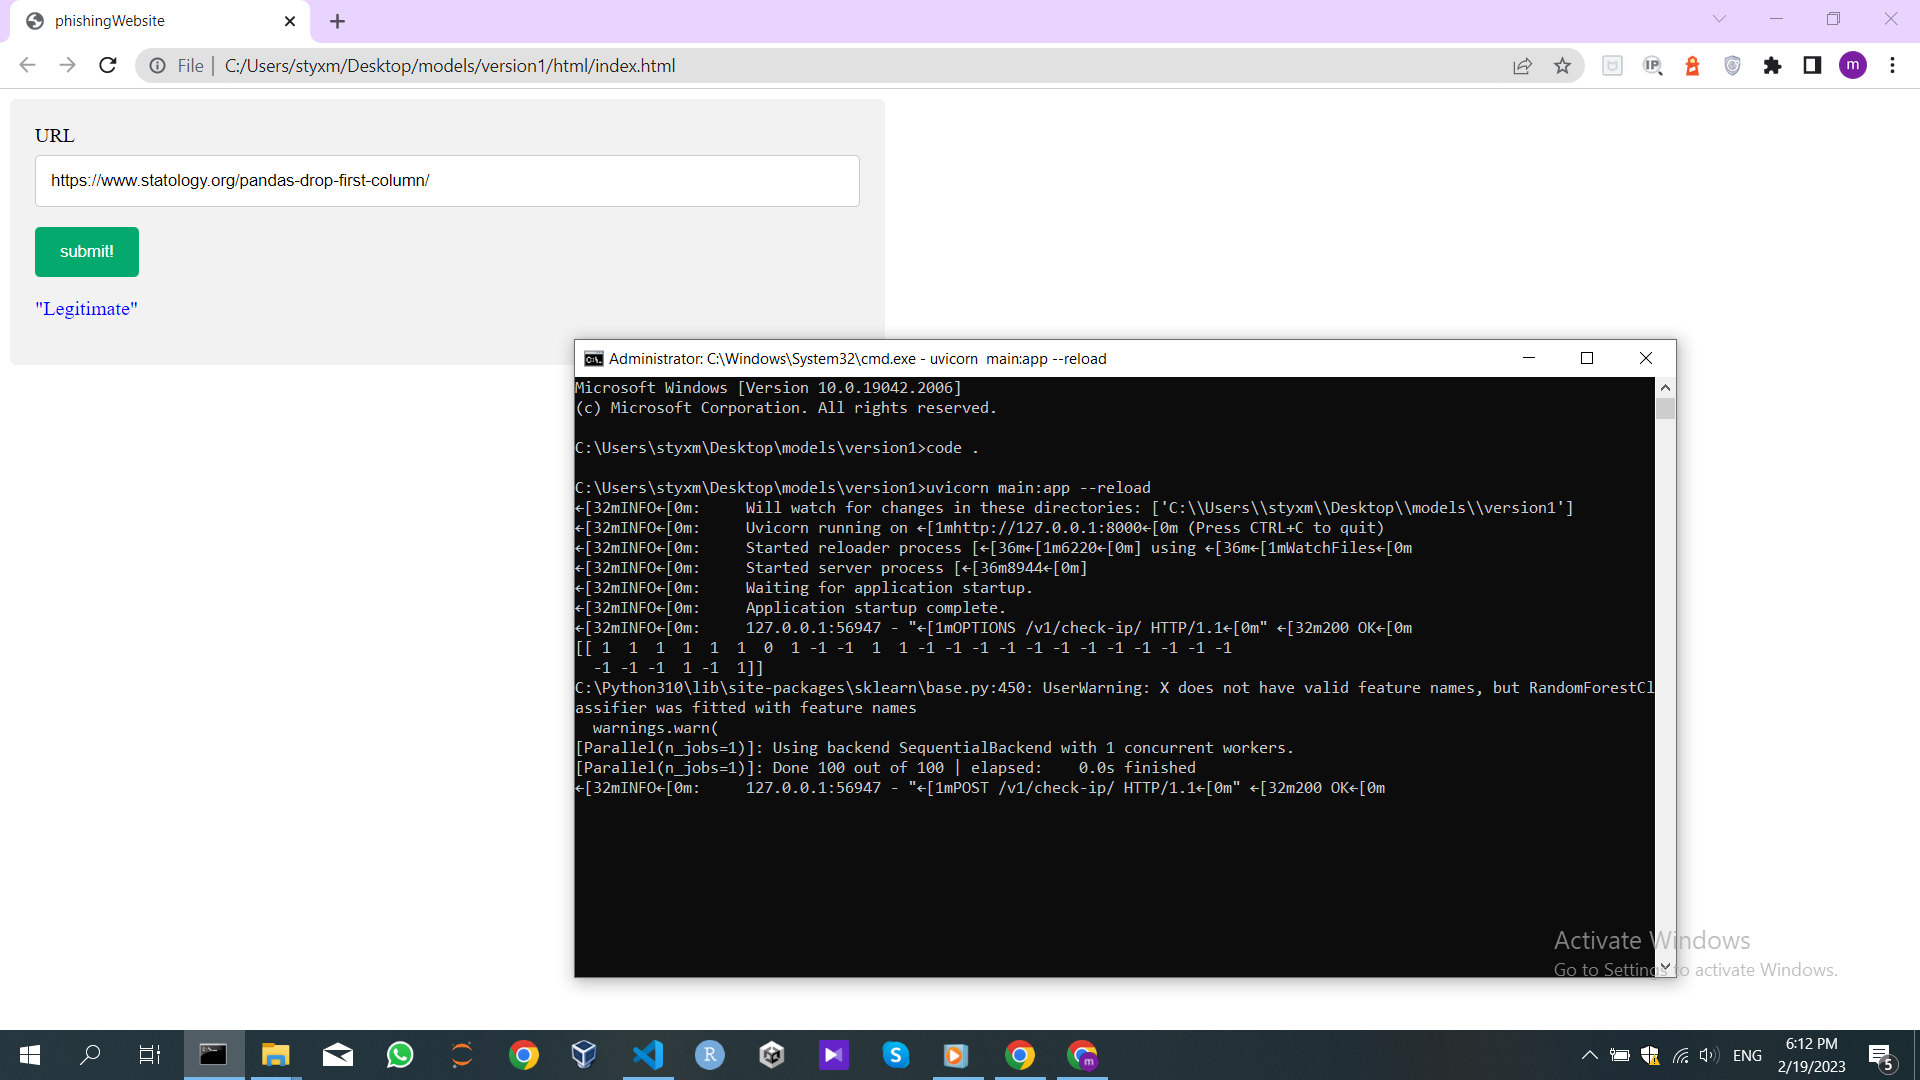 phishingWebsite
File | C:/Users/styxm/Desktop/models/version1/html/index.html
IP
m
URL
https://www.statology.org/pandas-drop-first-column/
submit!
"Legitimate"
Administrator: C:\Windows\System32\cmd.exe - uvicorn  main:app --reload
Microsoft Windows [Version 10.0.19042.2006]
(c) Microsoft Corporation. All rights reserved.
C:\Users\styxm\Desktop\models\version1>code .
C:\Users\styxm\Desktop\models\version1>uvicorn main:app --reload
←[32mINFO←[0m:     Will watch for changes in these directories: ['C:\\Users\\styxm\\Desktop\\models\\version1']
←[32mINFO←[0m:     Uvicorn running on ←[1mhttp://127.0.0.1:8000←[0m (Press CTRL+C to quit)
←[32mINFO←[0m:     Started reloader process [←[36m←[1m6220←[0m] using ←[36m←[1mWatchFiles←[0m
←[32mINFO←[0m:     Started server process [←[36m8944←[0m]
←[32mINFO←[0m:     Waiting for application startup.
←[32mINFO←[0m:     Application startup complete.
←[32mINFO←[0m:     127.0.0.1:56947 - "←[1mOPTIONS /v1/check-ip/ HTTP/1.1←[0m" ←[32m200 OK←[0m
[[ 1  1  1  1  1  1  0  1 -1 -1  1  1 -1 -1 -1 -1 -1 -1 -1 -1 -1 -1 -1 -1
  -1 -1 -1  1 -1  1]]
C:\Python310\lib\site-packages\sklearn\base.py:450: UserWarning: X does not have valid feature names, but RandomForestCl
assifier was fitted with feature names
  warnings.warn(
[Parallel(n_jobs=1)]: Using backend SequentialBackend with 1 concurrent workers.
[Parallel(n_jobs=1)]: Done 100 out of 100 | elapsed:    0.0s finished
←[32mINFO←[0m:     127.0.0.1:56947 - "←[1mPOST /v1/check-ip/ HTTP/1.1←[0m" ←[32m200 OK←[0m
Activate Windows
Go to Settings to activate Windows.
R
S
m
ENG
6:12 PM
2/19/2023
5